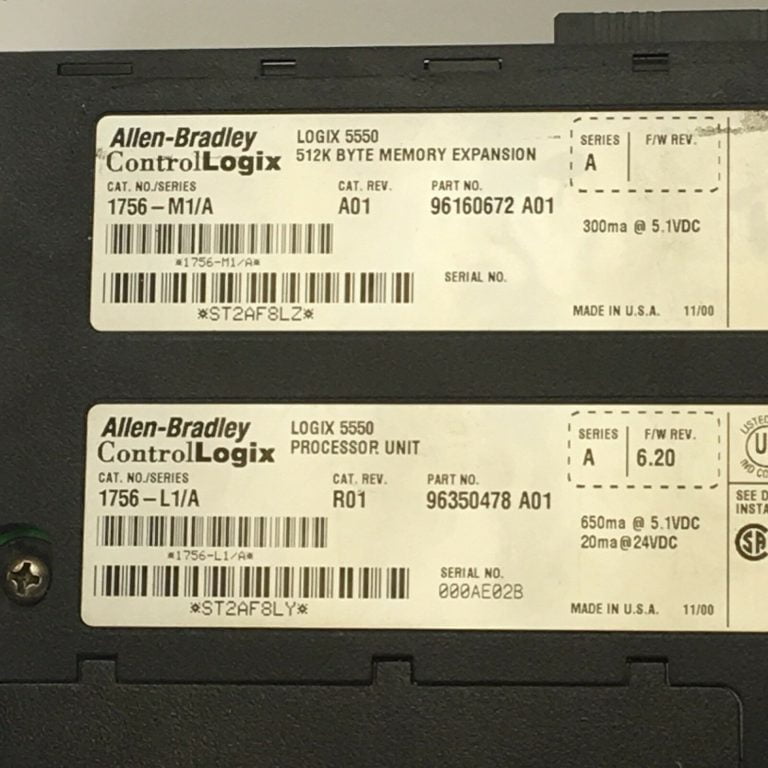 Allen-Bradley
ControlLogix
LOGIX 5550
512K BYTE MEMORY EXPANSION
SERIES
A
F/W REV.
CAT. NO./SERIES
1756-M1/A
CAT. REV.
A01
PART NO.
96160672 A01
300ma @ 5.1VDC
*1756-M1/A*
SERIAL NO.
*ST2AF8LZ*
MADE IN U.S.A. 11/00
Allen-Bradley
ControlLogix
LOGIX 5550
PROCESSOR UNIT
SERIES
A
F/W REV.
6.20
CAT. NO./SERIES
1756-L1/A
CAT. REV.
R01
PART NO.
96350478 A01
650ma @ 5.1VDC
20ma@24VDC
*1756-L1/A*
SERIAL NO.
000AE02B
*ST2AF8LY*
MADE IN U.S.A. 11/00
LISTED
SEE